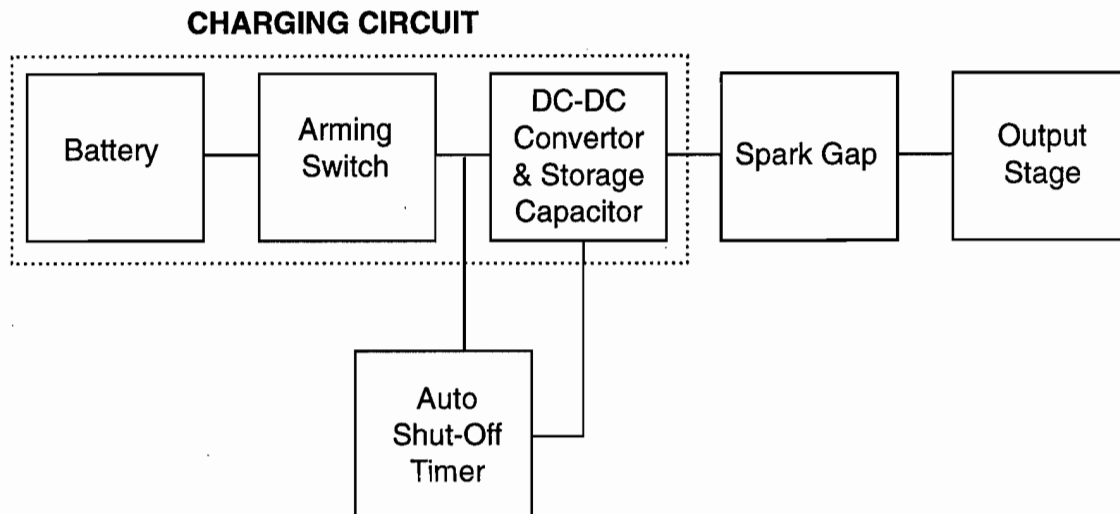 CHARGING CIRCUIT
Battery
Arming
Switch
DC-DC
Convertor
& Storage
Capacitor
Spark Gap
Output
Stage
Auto
Shut-Off
Timer